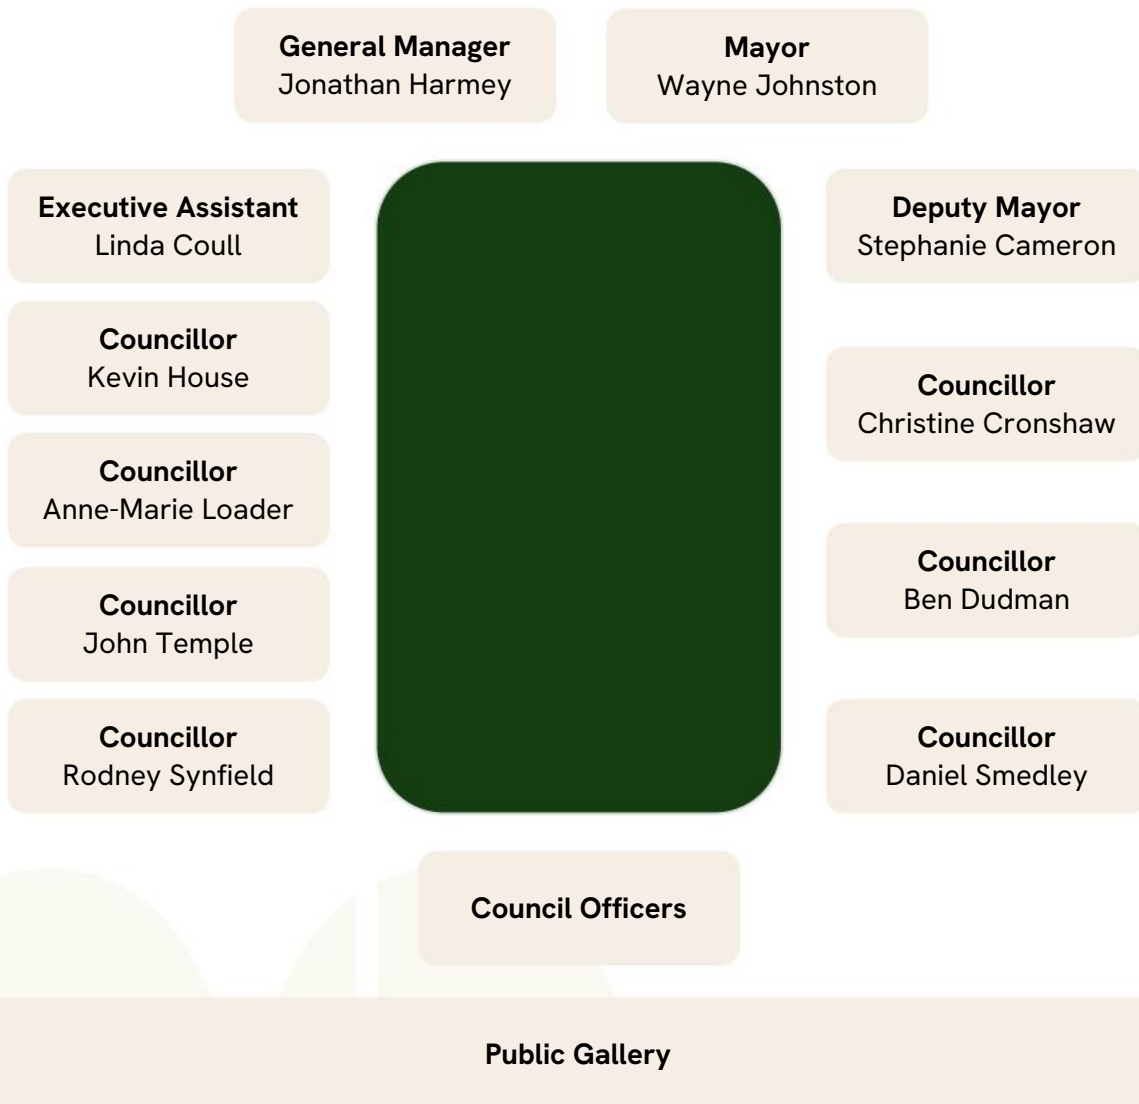 General Manager
Jonathan Harmey
Mayor
Wayne Johnston
Executive Assistant
Linda Coull
Councillor
Kevin House
Councillor
Anne-Marie Loader
Councillor
John Temple
Councillor
Rodney Synfield
Deputy Mayor
Stephanie Cameron
Councillor
Christine Cronshaw
Councillor
Ben Dudman
Councillor
Daniel Smedley
Council Officers
Public Gallery